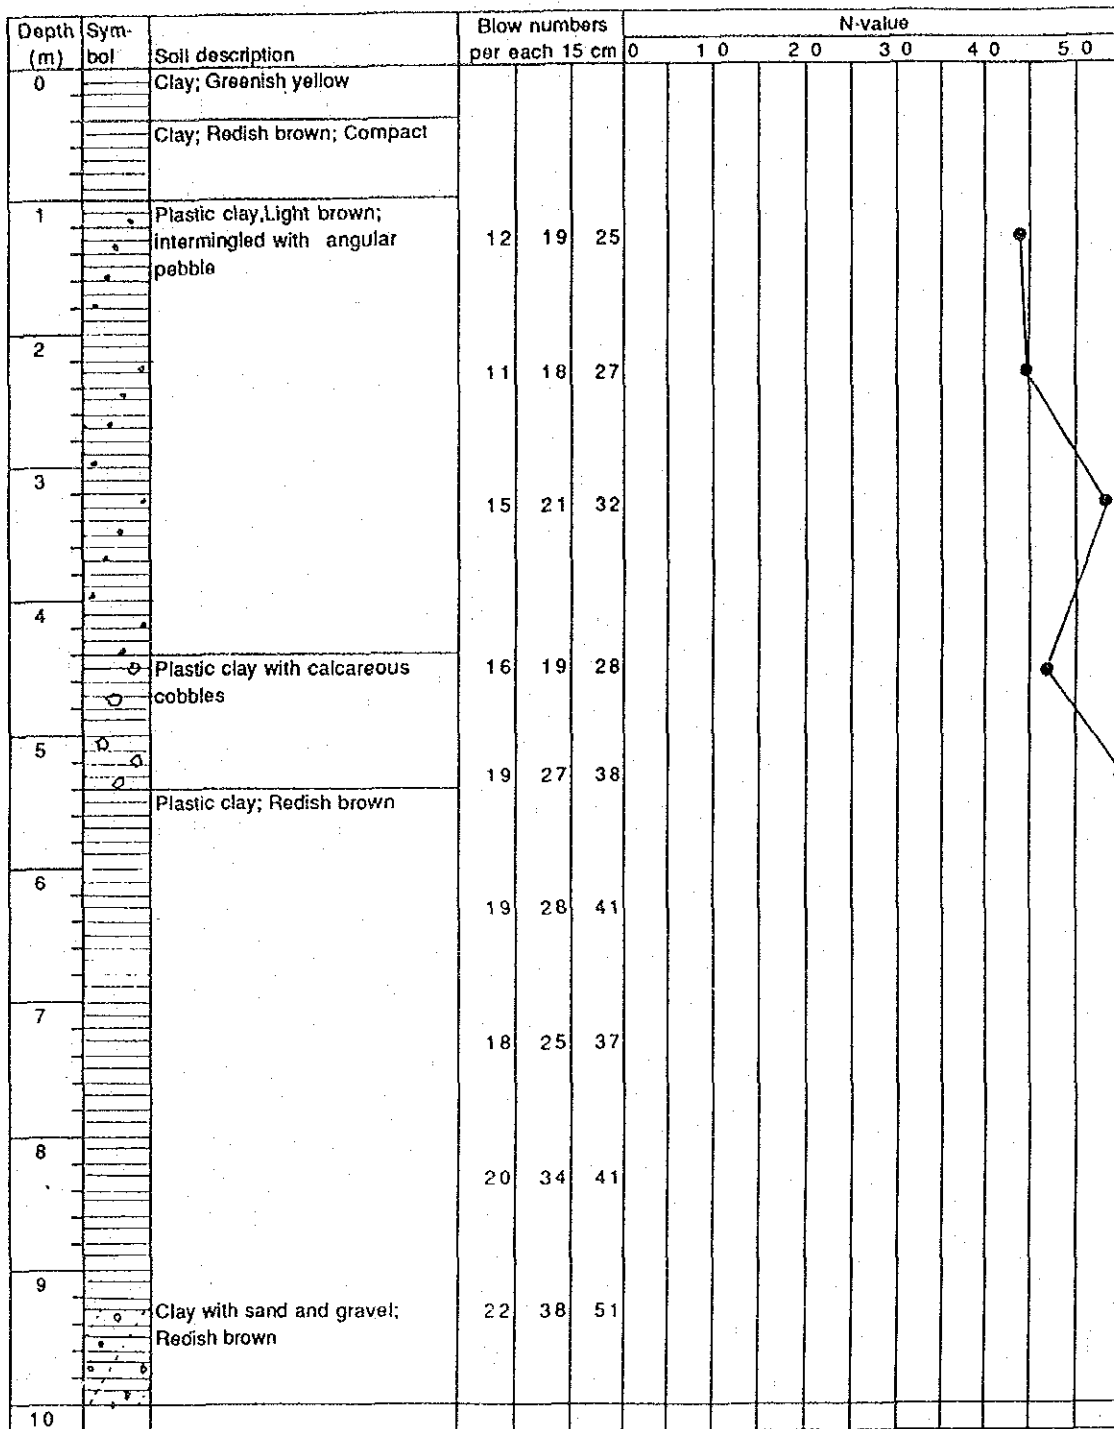 Depth (m)
Sym-bol
Soil description
Blow numbers per each 15 cm
N-value
0 10 20 30 40 50
0
Clay; Greenish yellow
Clay; Redish brown; Compact
1
Plastic clay,Light brown;
intermingled with angular
pebble
12 19 25
2
11 18 27
3
15 21 32
4
Plastic clay with calcareous
cobbles
16 19 28
5
19 27 38
Plastic clay; Redish brown
6
19 28 41
7
18 25 37
8
20 34 41
9
Clay with sand and gravel;
Redish brown
22 38 51
10